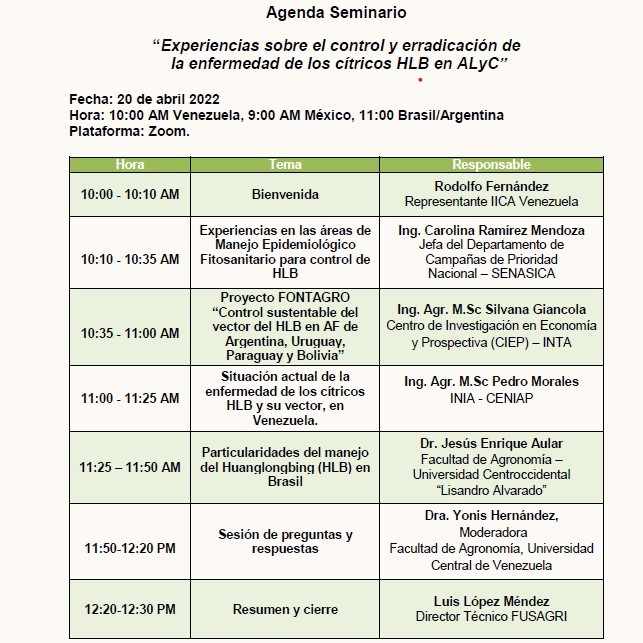 Agenda Seminario
“Experiencias sobre el control y erradicación de
la enfermedad de los cítricos HLB en ALyC”
Fecha: 20 de abril 2022
Hora: 10:00 AM Venezuela, 9:00 AM México, 11:00 Brasil/Argentina
Plataforma: Zoom.
Hora Tema Responsable
10:00 - 10:10 AM
Bienvenida
Rodolfo Fernández
Representante IICA Venezuela
10:10 - 10:35 AM
Experiencias en las áreas de
Manejo Epidemiológico
Fitosanitario para control de
HLB
Ing. Carolina Ramírez Mendoza
Jefa del Departamento de
Campañas de Prioridad
Nacional – SENASICA
10:35 - 11:00 AM
Proyecto FONTAGRO
“Control sustentable del
vector del HLB en AF de
Argentina, Uruguay,
Paraguay y Bolivia”
Ing. Agr. M.Sc Silvana Giancola
Centro de Investigación en Economía
y Prospectiva (CIEP) – INTA
11:00 - 11:25 AM
Situación actual de la
enfermedad de los cítricos
HLB y su vector, en
Venezuela.
Ing. Agr. M.Sc Pedro Morales
INIA - CENIAP
11:25 – 11:50 AM
Particularidades del manejo
del Huanglongbing (HLB) en
Brasil
Dr. Jesús Enrique Aular
Facultad de Agronomía –
Universidad Centroccidental
“Lisandro Alvarado”
11:50-12:20 PM
Sesión de preguntas y
respuestas
Dra. Yonis Hernández,
Moderadora
Facultad de Agronomía, Universidad
Central de Venezuela
12:20-12:30 PM
Resumen y cierre
Luis López Méndez
Director Técnico FUSAGRI